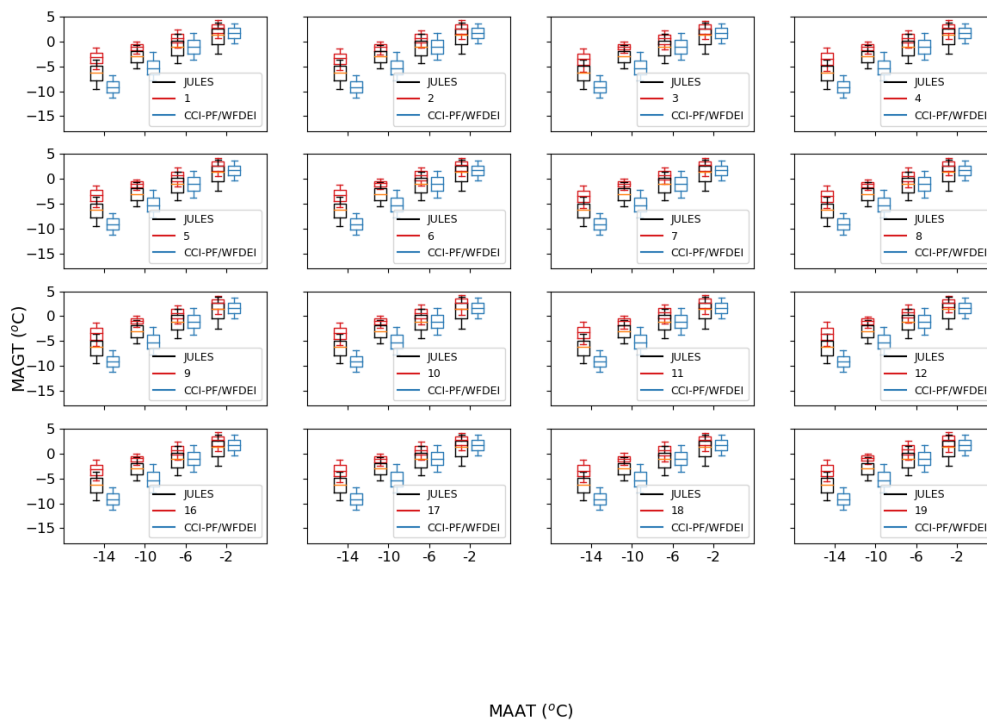 5
0
−5
−10
−15
JULES
1
CCI-PF/WFDEI
JULES
2
CCI-PF/WFDEI
JULES
3
CCI-PF/WFDEI
JULES
4
CCI-PF/WFDEI
5
0
−5
−10
−15
JULES
5
CCI-PF/WFDEI
JULES
6
CCI-PF/WFDEI
JULES
7
CCI-PF/WFDEI
JULES
8
CCI-PF/WFDEI
MAGT (°C)
5
0
−5
−10
−15
JULES
9
CCI-PF/WFDEI
JULES
10
CCI-PF/WFDEI
JULES
11
CCI-PF/WFDEI
JULES
12
CCI-PF/WFDEI
5
0
−5
−10
−15
JULES
16
CCI-PF/WFDEI
JULES
17
CCI-PF/WFDEI
JULES
18
CCI-PF/WFDEI
JULES
19
CCI-PF/WFDEI
-14 -10 -6 -2
-14 -10 -6 -2
-14 -10 -6 -2
-14 -10 -6 -2
MAAT (°C)